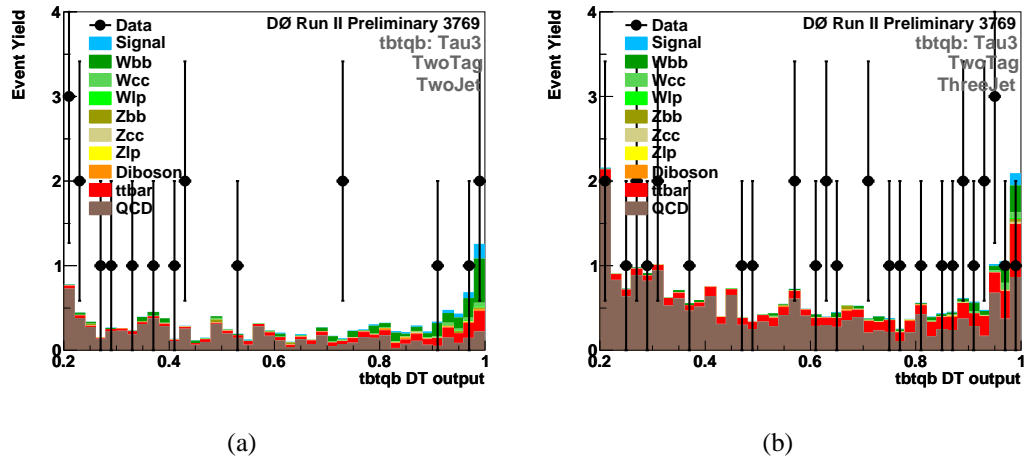 Event Yield
4
3
2
1
0
Data
Signal
Wbb
Wcc
Wlp
Zbb
Zcc
Zlp
Diboson
ttbar
QCD
DØ Run II Preliminary 3769
tbtqb: Tau3
TwoTag
TwoJet
0.2 0.4 0.6 0.8 1
tbtqb DT output
(a)
Event Yield
4
3
2
1
0
Data
Signal
Wbb
Wcc
Wlp
Zbb
Zcc
Zlp
Diboson
ttbar
QCD
DØ Run II Preliminary 3769
tbtqb: Tau3
TwoTag
ThreeJet
0.2 0.4 0.6 0.8 1
tbtqb DT output
(b)